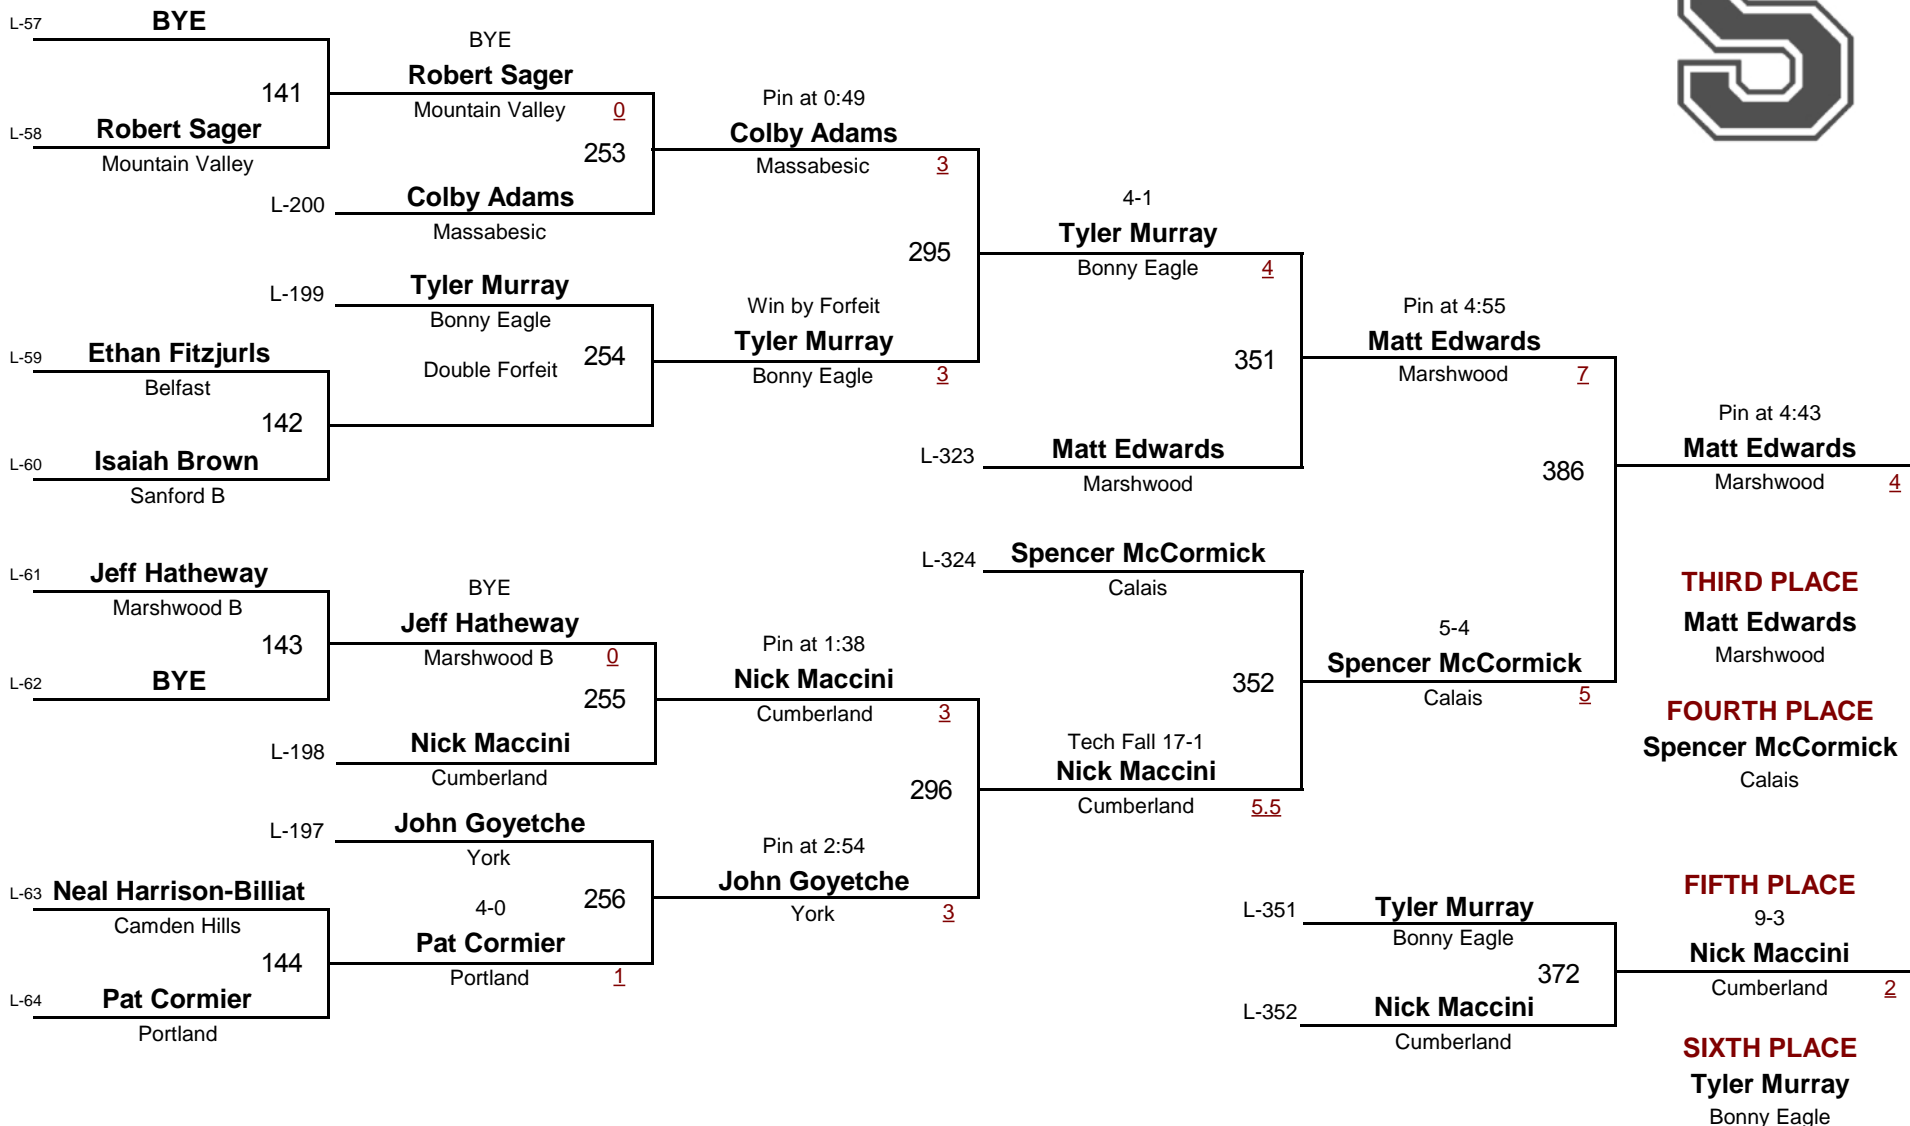 L-57 BYE
141
L-58 Robert Sager
Mountain Valley
BYE
Robert Sager
Mountain Valley 0
253
L-200 Colby Adams
Massabesic
Pin at 0:49
Colby Adams
Massabesic 3
L-199 Tyler Murray
Bonny Eagle
L-59 Ethan Fitzjurls
Belfast
142
L-60 Isaiah Brown
Sanford B
Double Forfeit
254
Win by Forfeit
Tyler Murray
Bonny Eagle 3
295
4-1
Tyler Murray
Bonny Eagle 4
351
L-323 Matt Edwards
Marshwood
Pin at 4:55
Matt Edwards
Marshwood 7
L-61 Jeff Hatheway
Marshwood B
143
L-62 BYE
BYE
Jeff Hatheway
Marshwood B 0
255
L-198 Nick Maccini
Cumberland
Pin at 1:38
Nick Maccini
Cumberland 3
L-197 John Goyetche
York
L-63 Neal Harrison-Billiat
Camden Hills
144
L-64 Pat Cormier
Portland
4-0
Pat Cormier
Portland 1
256
Pin at 2:54
John Goyetche
York 3
296
L-324 Spencer McCormick
Calais
Tech Fall 17-1
Nick Maccini
Cumberland 5.5
352
5-4
Spencer McCormick
Calais 5
386
Pin at 4:43
Matt Edwards
Marshwood 4
THIRD PLACE
Matt Edwards
Marshwood
FOURTH PLACE
Spencer McCormick
Calais
L-351 Tyler Murray
Bonny Eagle
372
L-352 Nick Maccini
Cumberland
FIFTH PLACE
9-3
Nick Maccini
Cumberland 2
SIXTH PLACE
Tyler Murray
Bonny Eagle
S